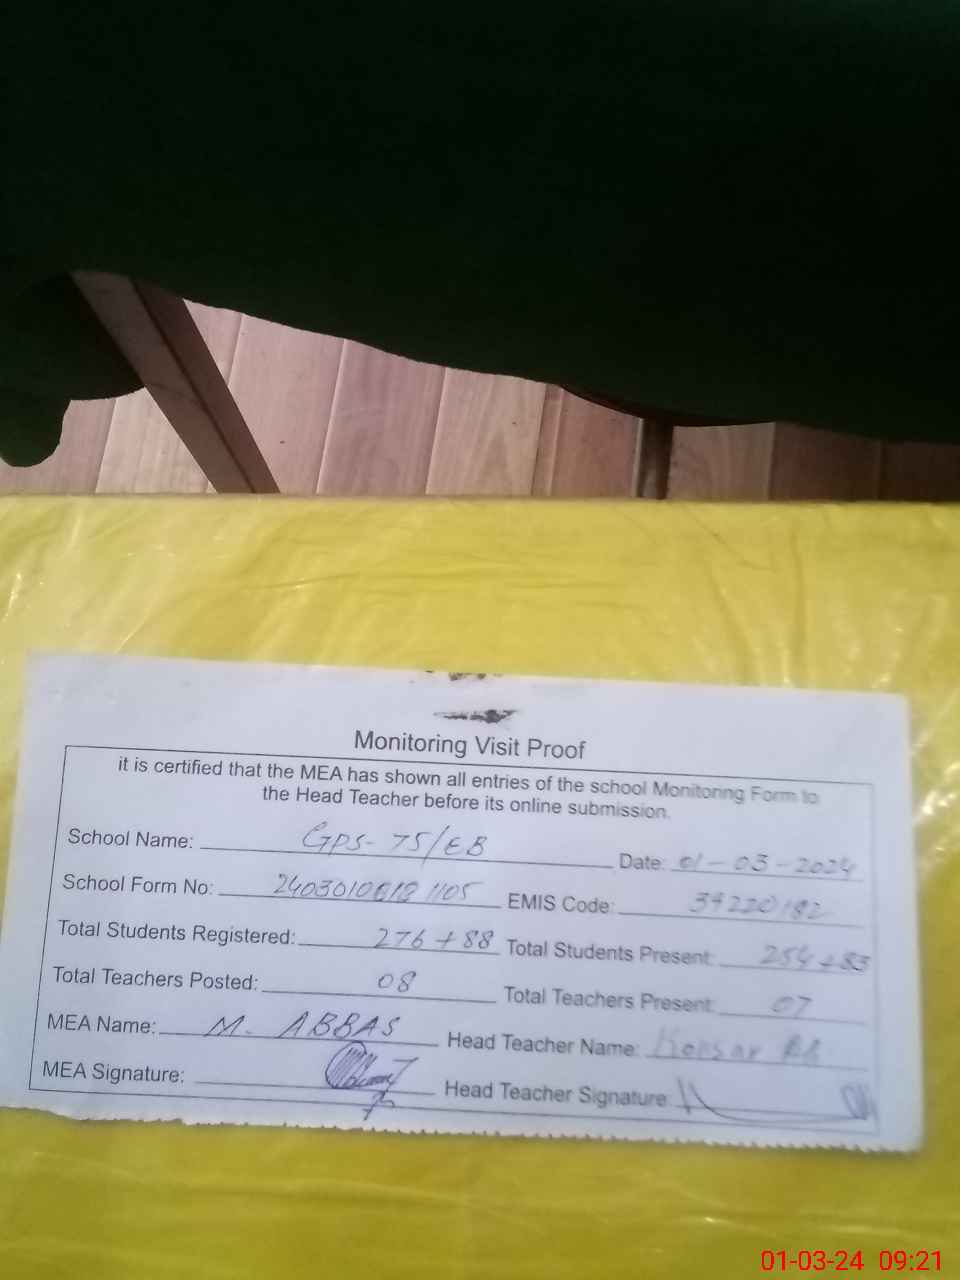 Monitoring Visit Proof
it is certified that the MEA has shown all entries of the school Monitoring Form to
the Head Teacher before its online submission.
School Name: GPS- 75/EB Date: 01-03-2024
School Form No: EMIS Code: 39220182
Total Students Registered: 276+88 Total Students Present: 254+83
Total Teachers Posted: 08 Total Teachers Present: 07
MEA Name: M. ABBAS Head Teacher Name:
MEA Signature: Head Teacher Signature:
01-03-24 09:21